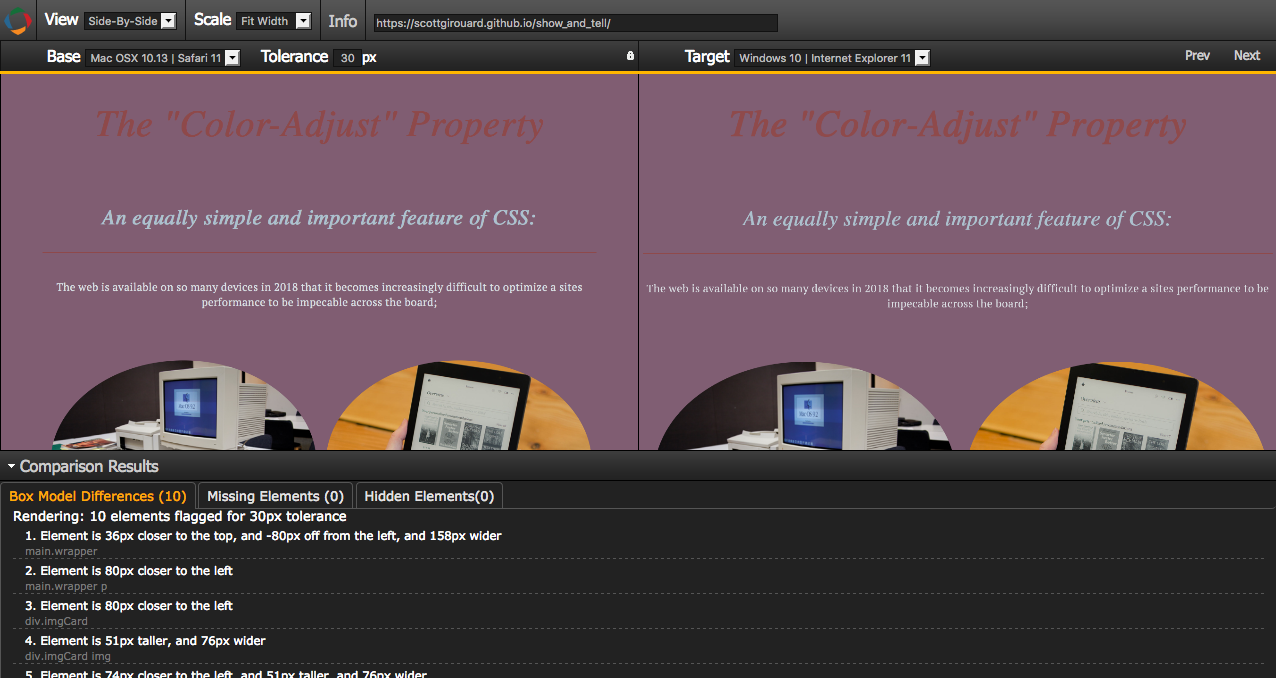 View Side-By-Side Scale Fit Width Info https://scottgirouard.github.io/show_and_tell/
Base Mac OSX 10.13 | Safari 11 Tolerance 30 px Target Windows 10 | Internet Explorer 11 Prev Next
The "Color-Adjust" Property
An equally simple and important feature of CSS:
The web is available on so many devices in 2018 that it becomes increasingly difficult to optimize a sites
performance to be impecable across the board;
The "Color-Adjust" Property
An equally simple and important feature of CSS:
The web is available on so many devices in 2018 that it becomes increasingly difficult to optimize a sites performance to be
impecable across the board;
Comparison Results
Box Model Differences (10) Missing Elements (0) Hidden Elements(0)
Rendering: 10 elements flagged for 30px tolerance
1. Element is 36px closer to the top, and -80px off from the left, and 158px wider
main.wrapper
2. Element is 80px closer to the left
main.wrapper p
3. Element is 80px closer to the left
div.imgCard
4. Element is 51px taller, and 76px wider
div.imgCard img
5. Element is 74px closer to the left, and 51px taller, and 76px wider